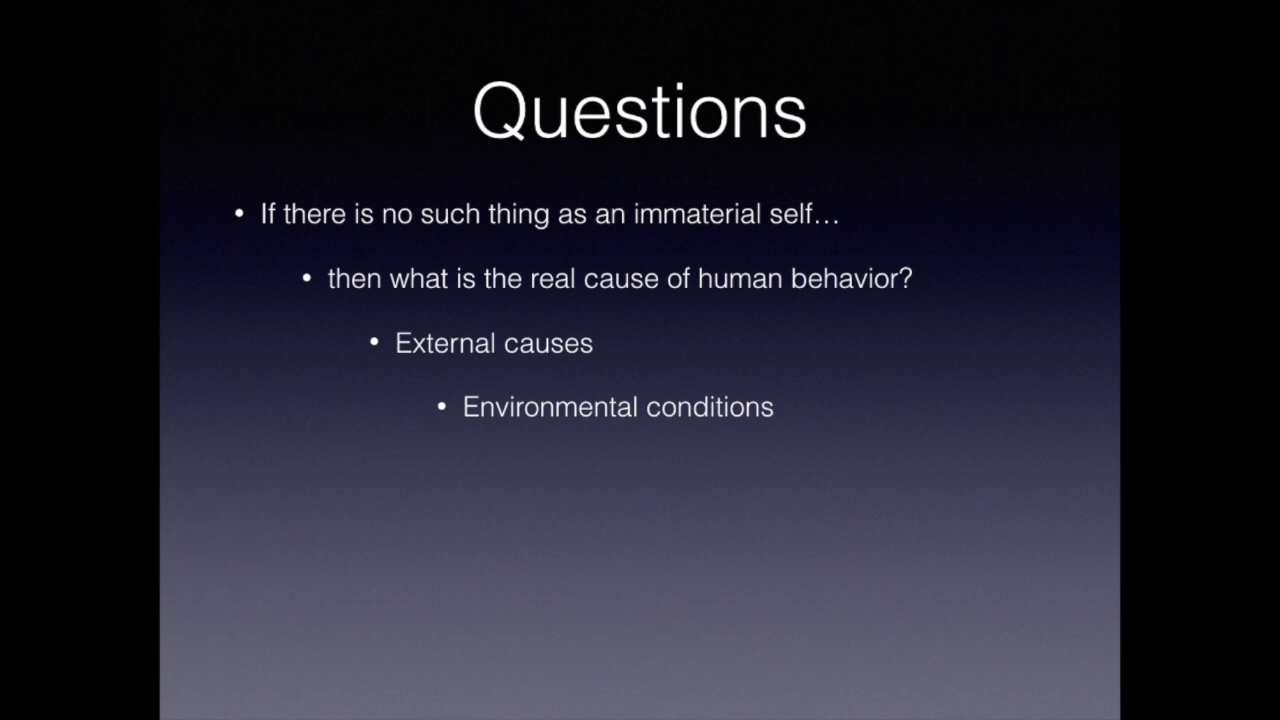 Questions
• If there is no such thing as an immaterial self…
• then what is the real cause of human behavior?
• External causes
• Environmental conditions